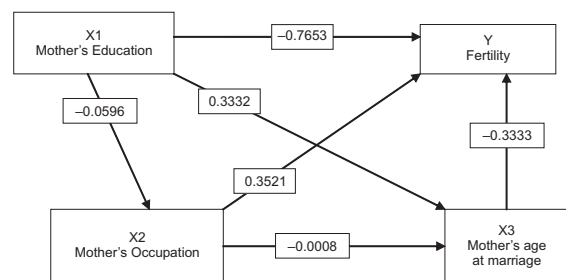 X1
Mother's Education
–0.7653
Y
Fertility
–0.0596
0.3332
–0.3333
0.3521
X2
Mother's Occupation
–0.0008
X3
Mother's age
at marriage